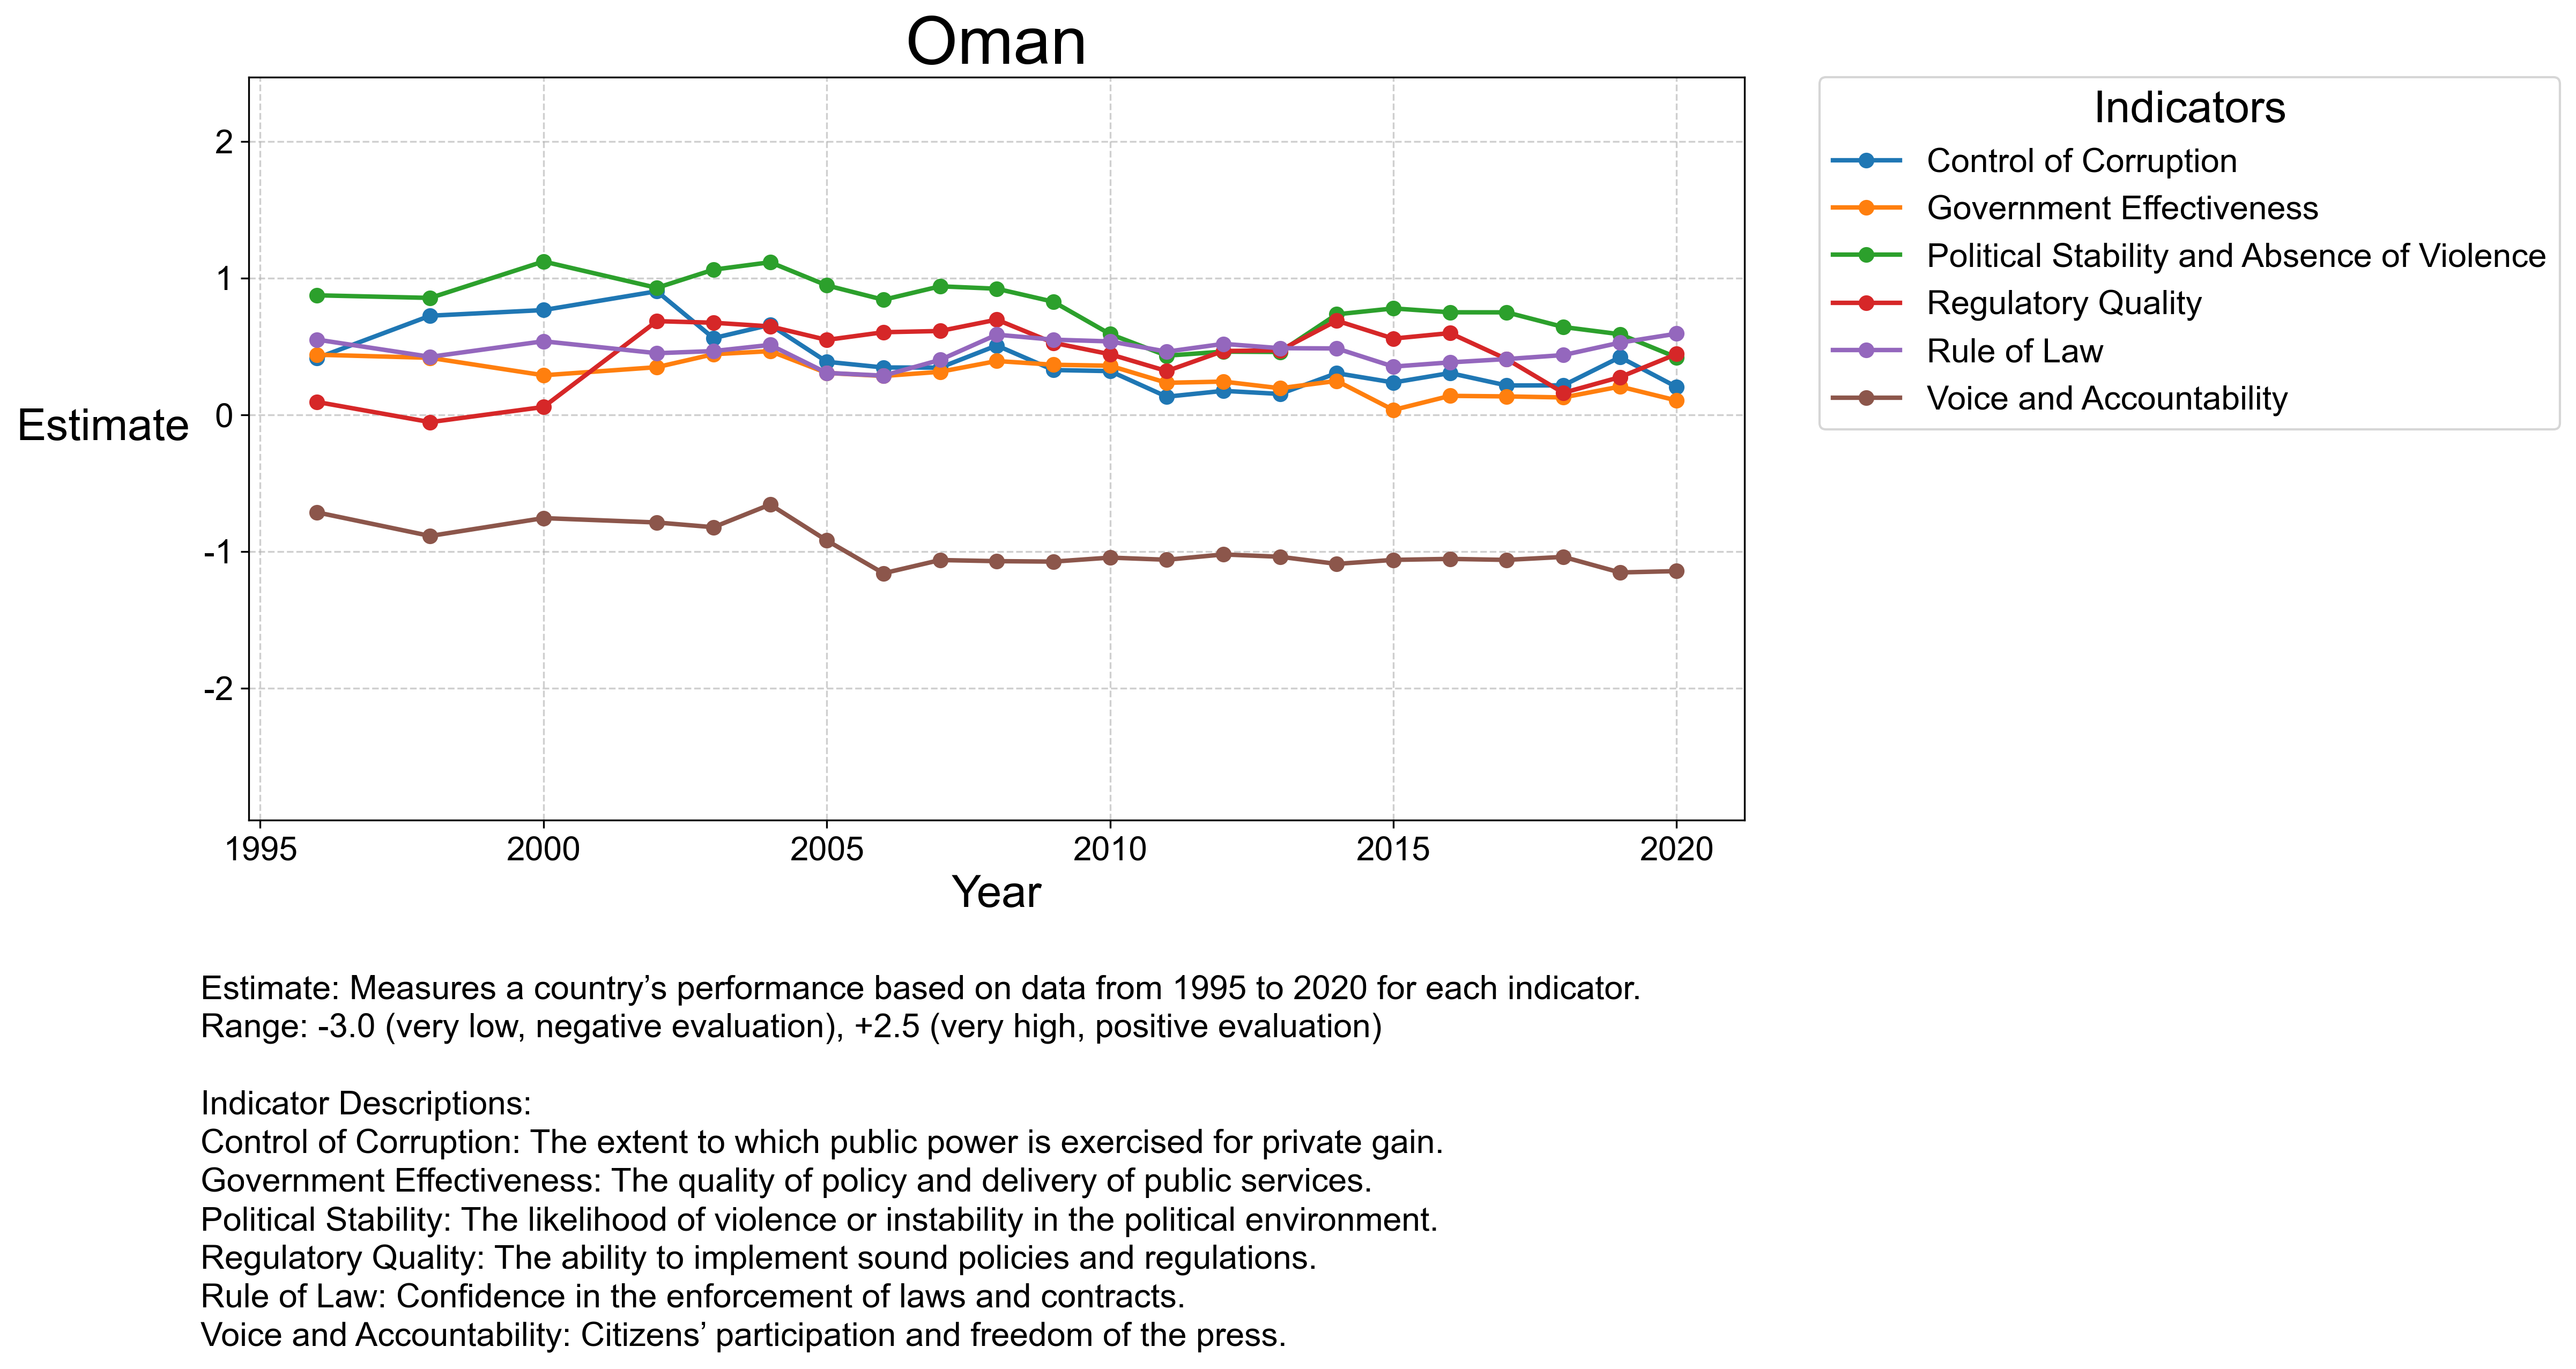 Oman
Indicators
Control of Corruption
Government Effectiveness
Political Stability and Absence of Violence
Regulatory Quality
Rule of Law
Voice and Accountability
Estimate
2
1
0
-1
-2
1995 2000 2005 2010 2015 2020
Year
Estimate: Measures a country’s performance based on data from 1995 to 2020 for each indicator.
Range: -3.0 (very low, negative evaluation), +2.5 (very high, positive evaluation)
Indicator Descriptions:
Control of Corruption: The extent to which public power is exercised for private gain.
Government Effectiveness: The quality of policy and delivery of public services.
Political Stability: The likelihood of violence or instability in the political environment.
Regulatory Quality: The ability to implement sound policies and regulations.
Rule of Law: Confidence in the enforcement of laws and contracts.
Voice and Accountability: Citizens’ participation and freedom of the press.